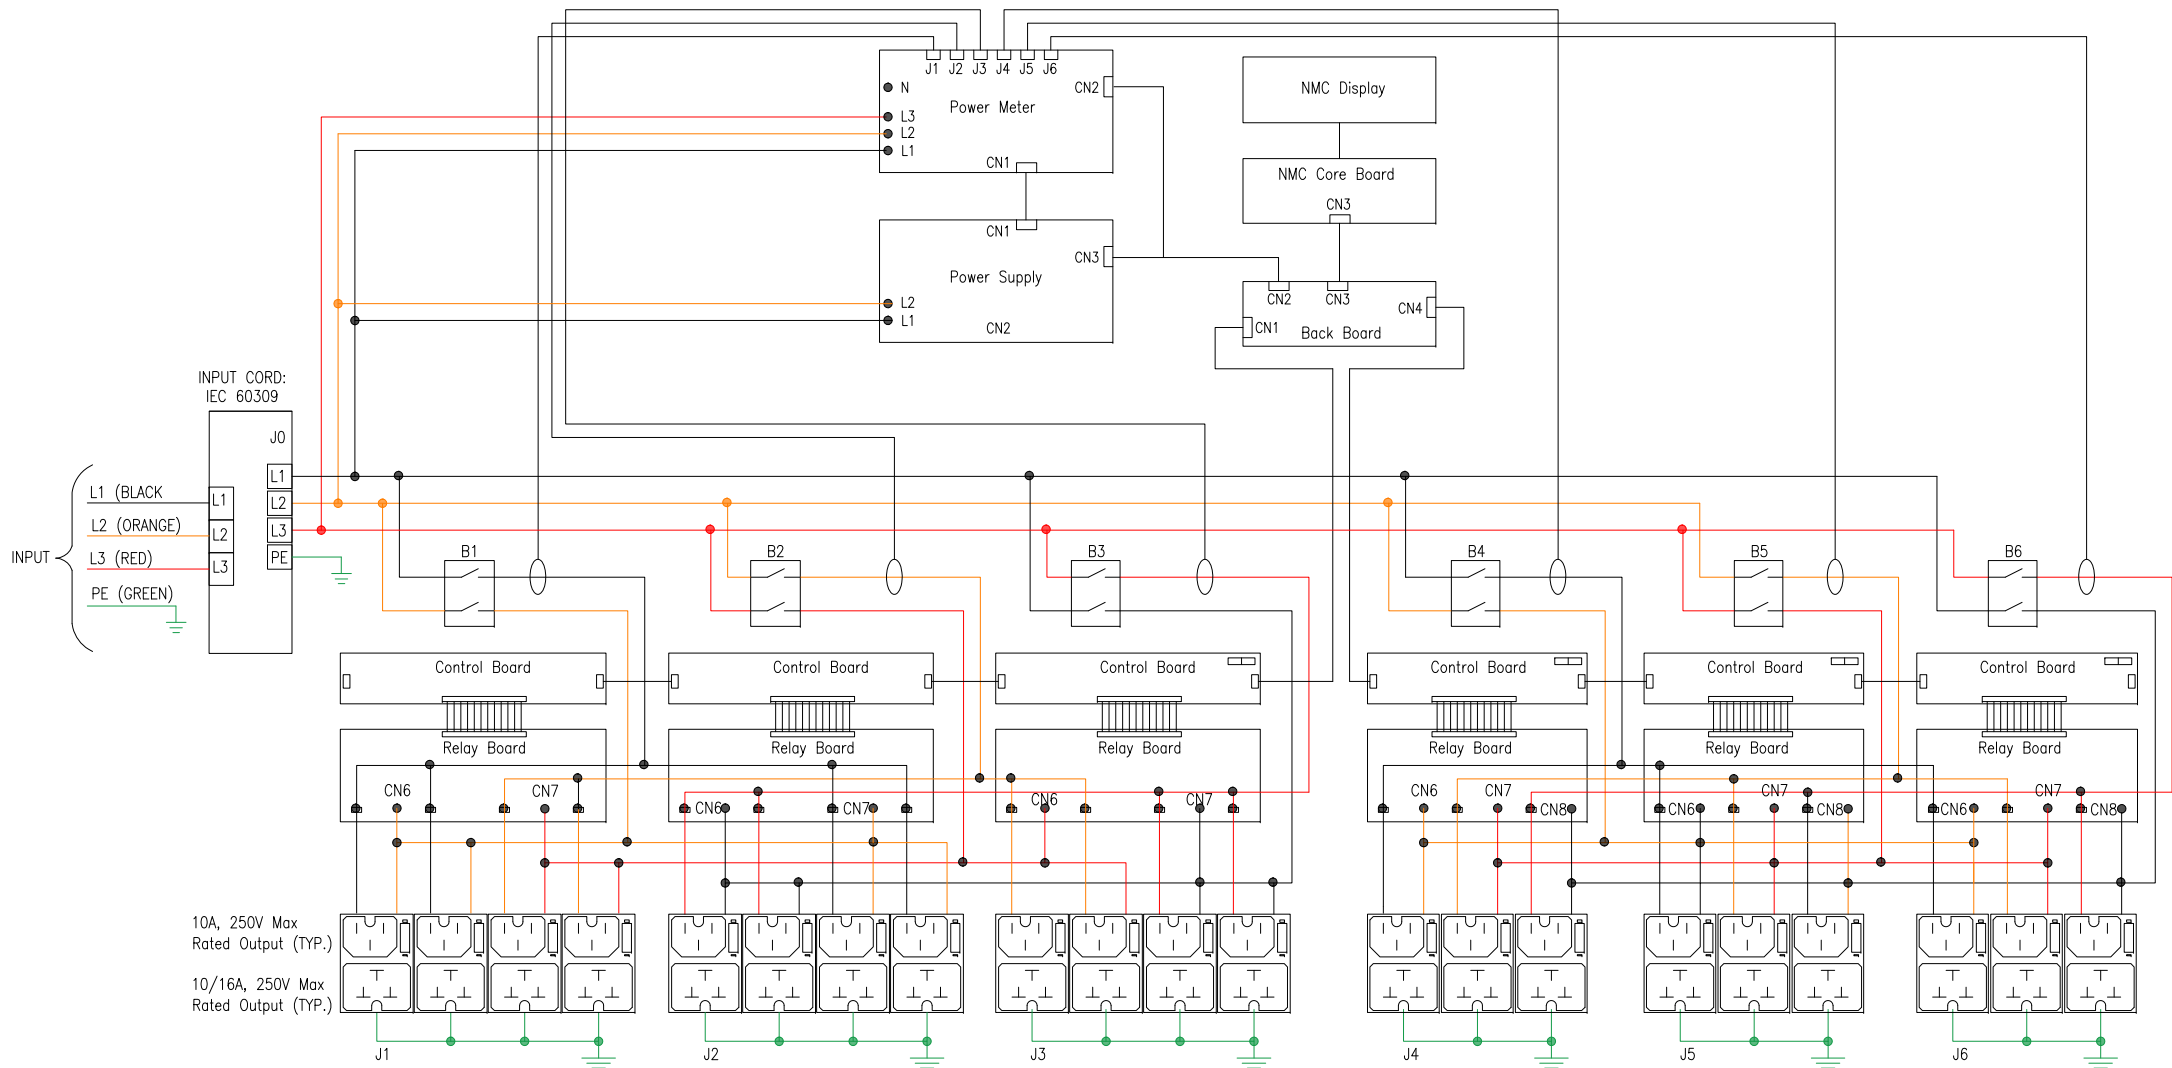 J1 J2 J3 J4 J5 J6
N
CN2
NMC Display
Power Meter
L3
L2
L1
CN1
NMC Core Board
CN3
CN1
CN3
Power Supply
L2
L1
CN2
CN2 CN3
CN4
CN1
Back Board
INPUT CORD:
IEC 60309
J0
L1
L2
L3
PE
INPUT
L1 (BLACK
L2 (ORANGE)
L3 (RED)
PE (GREEN)
L1
L2
L3
B1 B2 B3 B4 B5 B6
Control Board Control Board Control Board Control Board Control Board Control Board
Relay Board Relay Board Relay Board Relay Board Relay Board Relay Board
CN6 CN7 CN6 CN7 CN6 CN7 CN6 CN7 CN8 CN6 CN7 CN8 CN6 CN7 CN8
10A, 250V Max
Rated Output (TYP.)
10/16A, 250V Max
Rated Output (TYP.)
J1 J2 J3 J4 J5 J6